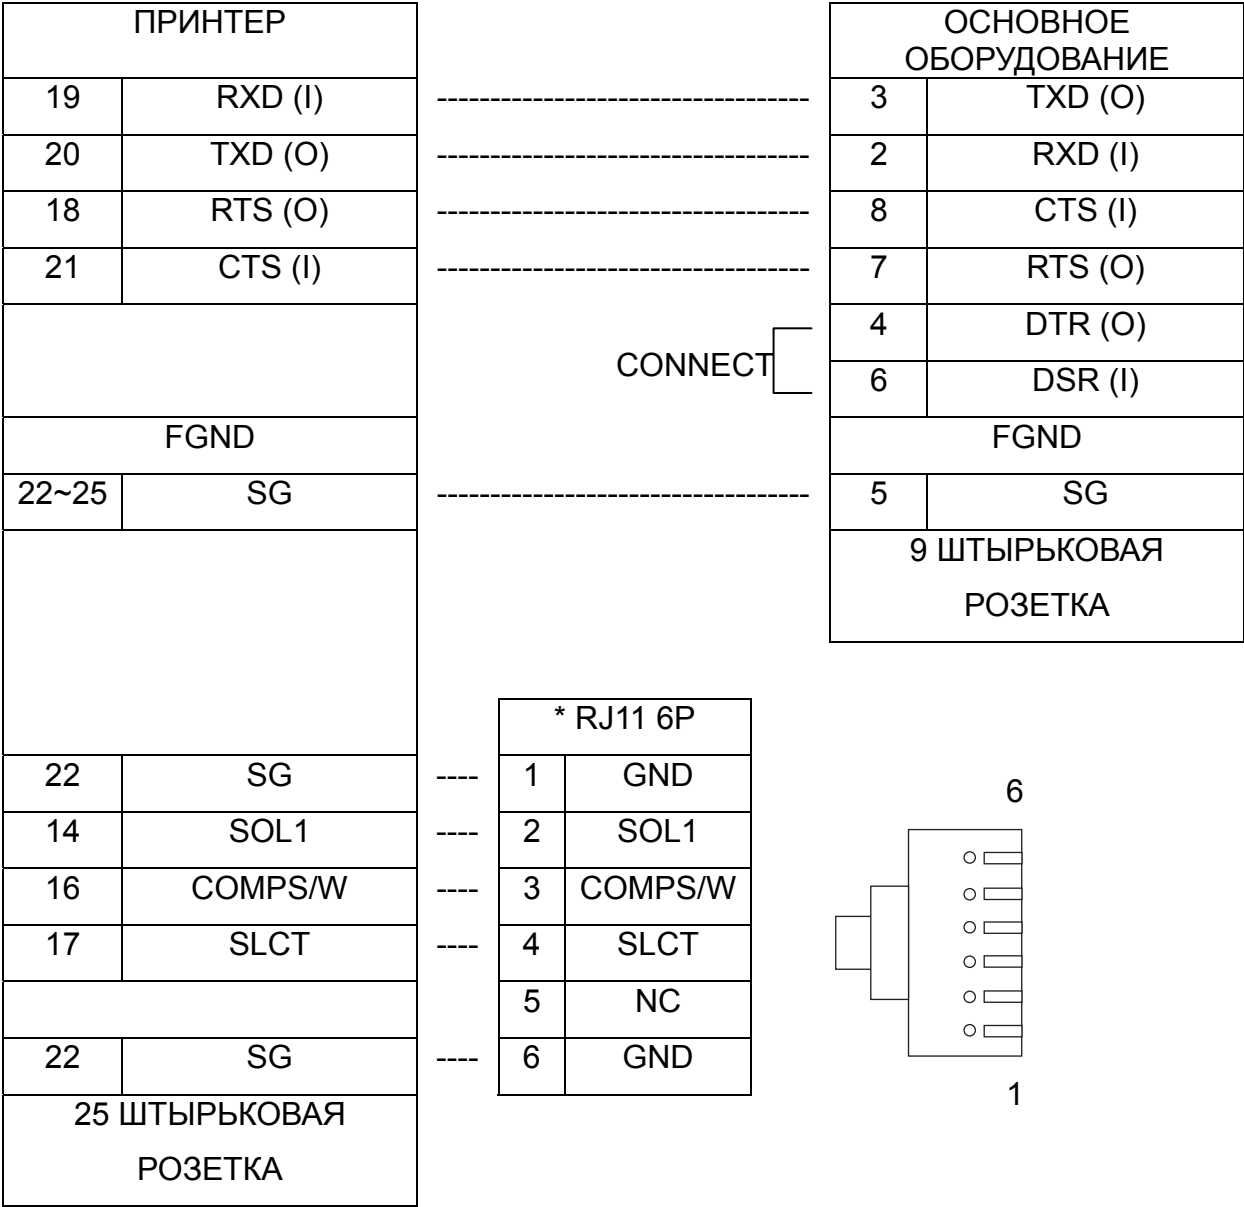 ПРИНТЕР
ОСНОВНОЕ
ОБОРУДОВАНИЕ
19 RXD (I) ----------------------------------- 3 TXD (O)
20 TXD (O) ----------------------------------- 2 RXD (I)
18 RTS (O) ----------------------------------- 8 CTS (I)
21 CTS (I) ----------------------------------- 7 RTS (O)
4 DTR (O)
CONNECT
6 DSR (I)
FGND FGND
22~25 SG ----------------------------------- 5 SG
9 ШТЫРЬКОВАЯ
РОЗЕТКА
* RJ11 6P
22 SG ---- 1 GND
6
14 SOL1 ---- 2 SOL1
16 COMPS/W ---- 3 COMPS/W
17 SLCT ---- 4 SLCT
5 NC
22 SG ---- 6 GND
1
25 ШТЫРЬКОВАЯ
РОЗЕТКА